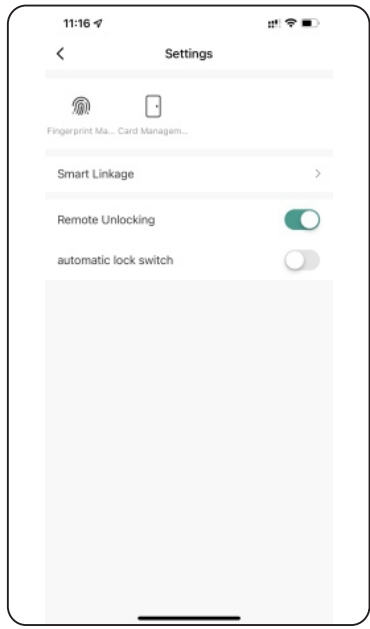 11:16
Settings
Fingerprint Ma... Card Managem...
Smart Linkage
Remote Unlocking
automatic lock switch